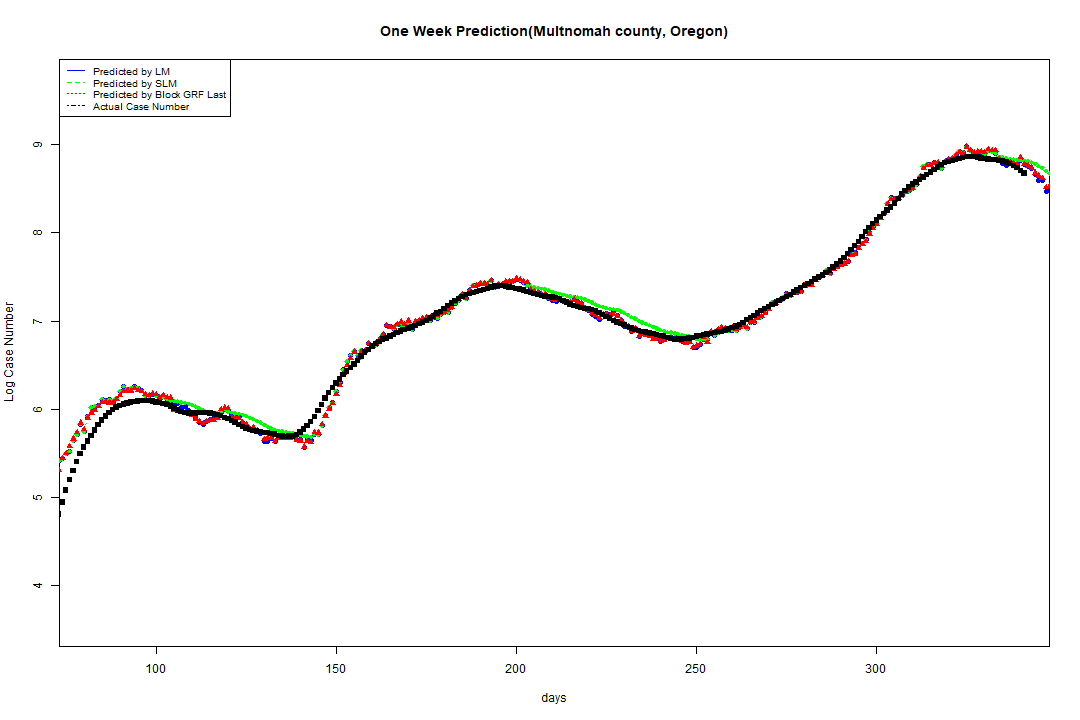 One Week Prediction(Multnomah county, Oregon)
Predicted by LM
Predicted by SLM
Predicted by Block GRF Last
Actual Case Number
Log Case Number
9
8
7
6
5
4
100 150 200 250 300
days